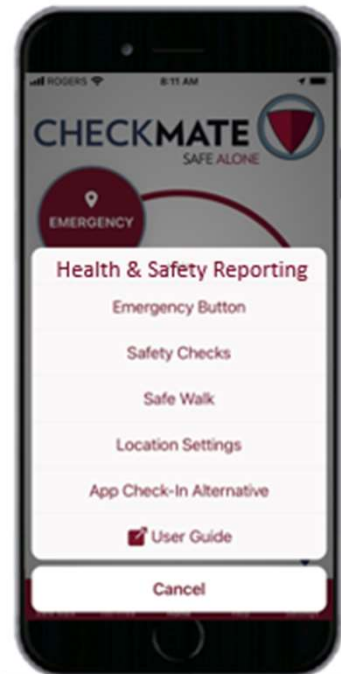 ROGERS 8:11 AM
CHECKMATE
SAFE ALONE
EMERGENCY
Health & Safety Reporting
Emergency Button
Safety Checks
Safe Walk
Location Settings
App Check-In Alternative
User Guide
Cancel